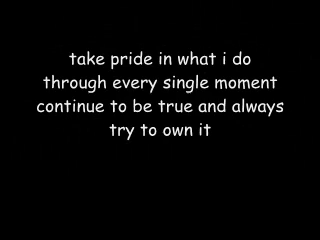 take pride in what i do
through every single moment
continue to be true and always
try to own it